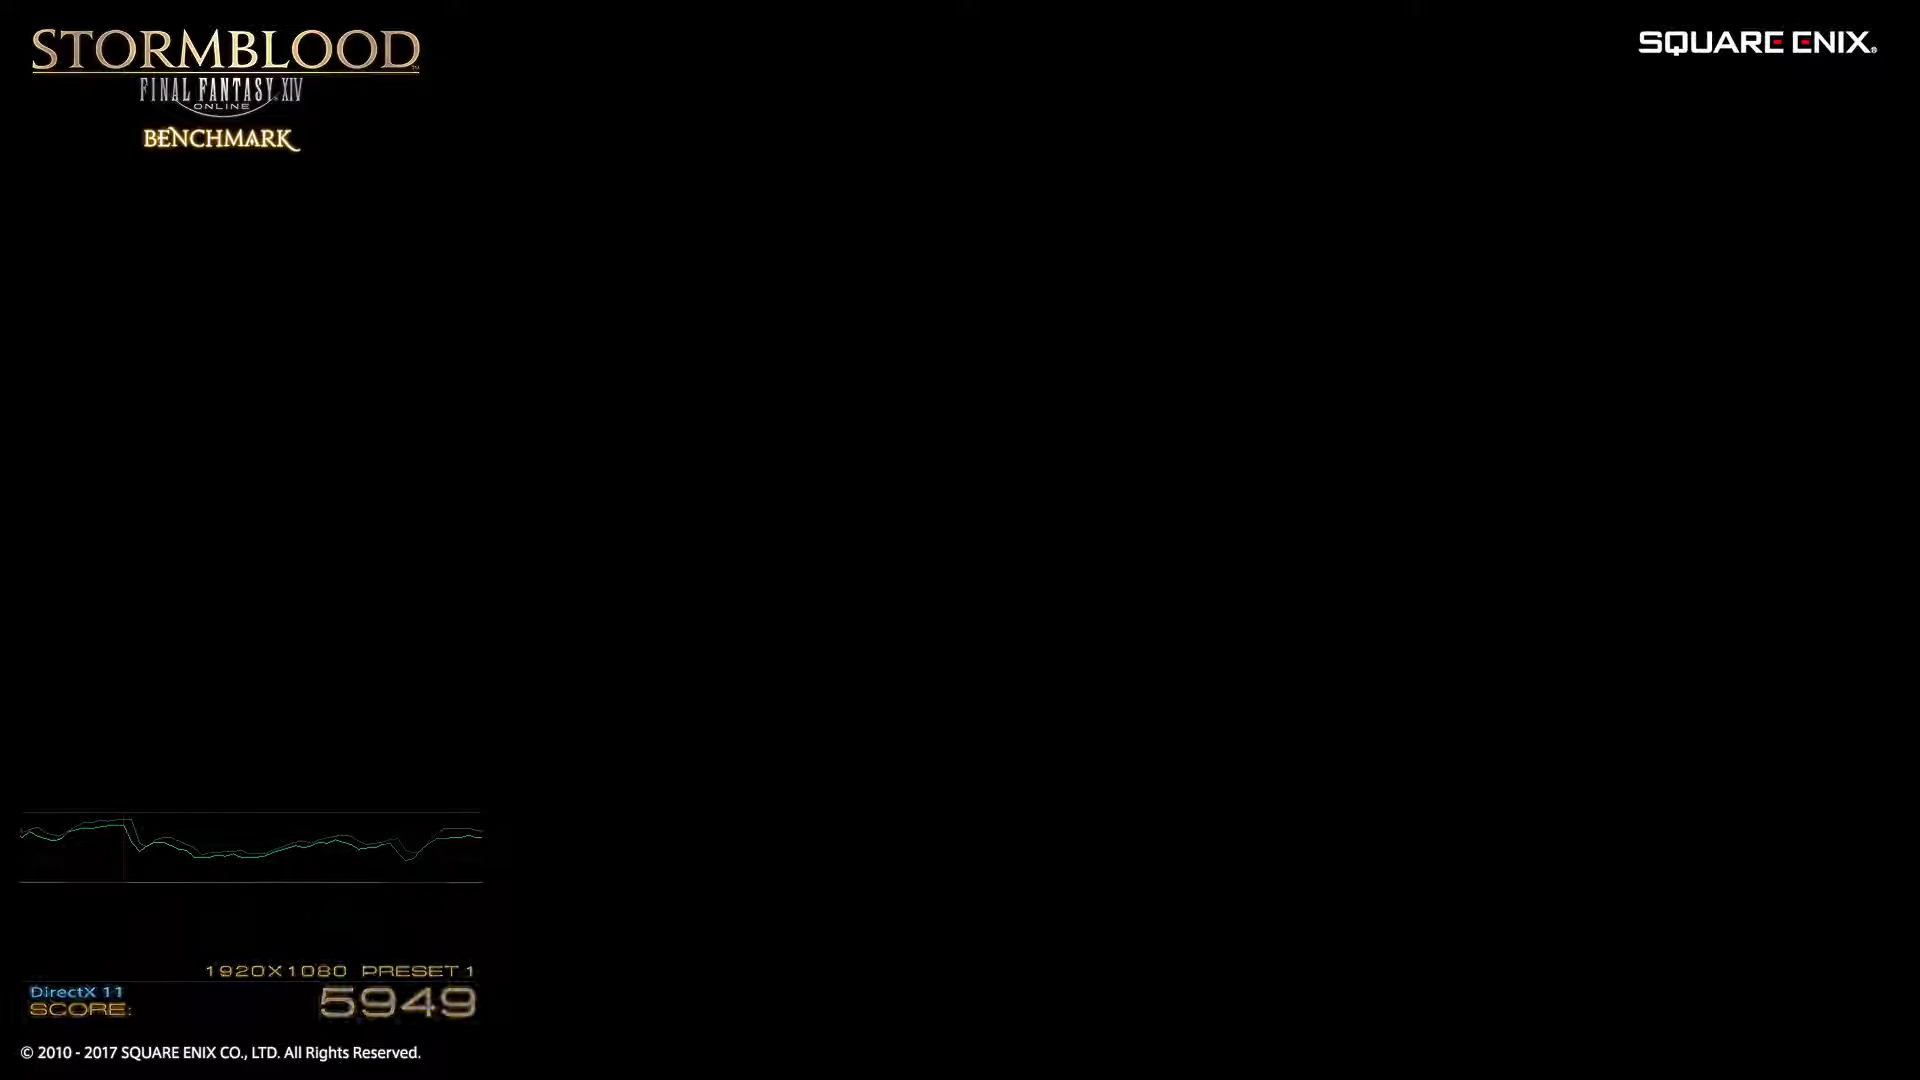 STORMBLOOD™
FINAL FANTASY XIV
ONLINE
BENCHMARK
SQUARE ENIX®
1920X1080 PRESET 1
DirectX 11
SCORE: 5949
© 2010 - 2017 SQUARE ENIX CO., LTD. All Rights Reserved.